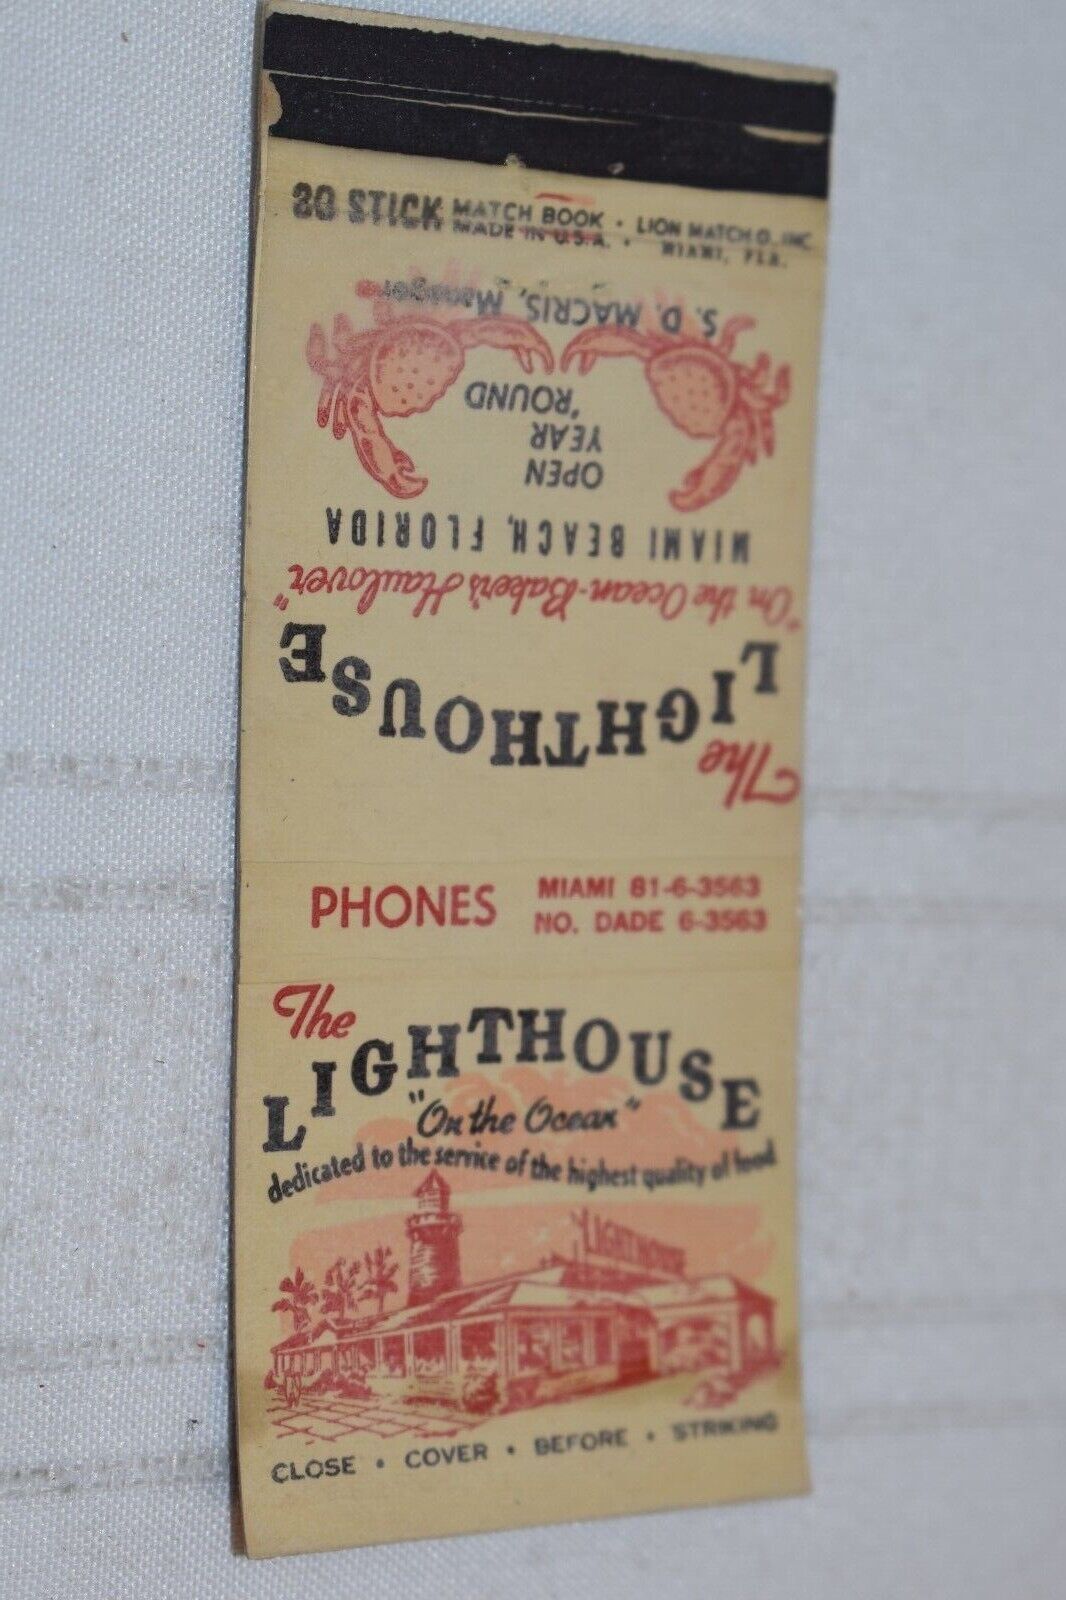 20 STICK MATCH BOOK • LION MATCH CO., INC.
MADE IN U.S.A. • MIAMI, FLA.
The
LIGHTHOUSE
"On the Ocean-Baker's Haulover"
MIAMI BEACH, FLORIDA
OPEN
YEAR
'ROUND
S. D. MACRIS, Manager
PHONES
MIAMI 81-6-3563
NO. DADE 6-3563
The
LIGHTHOUSE
"On the Ocean"
dedicated to the service of the highest quality of food
LIGHTHOUSE
CLOSE • COVER • BEFORE • STRIKING